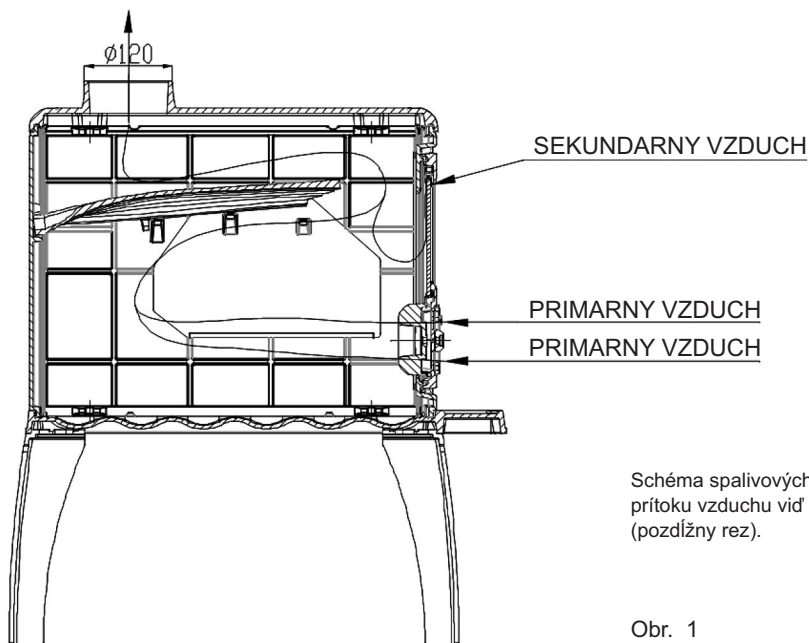 Ø120
SEKUNDARNY VZDUCH
PRIMARNY VZDUCH
PRIMARNY VZDUCH
Schéma spalivových
prítoku vzduchu viď
(pozdĺžny rez).
Obr. 1